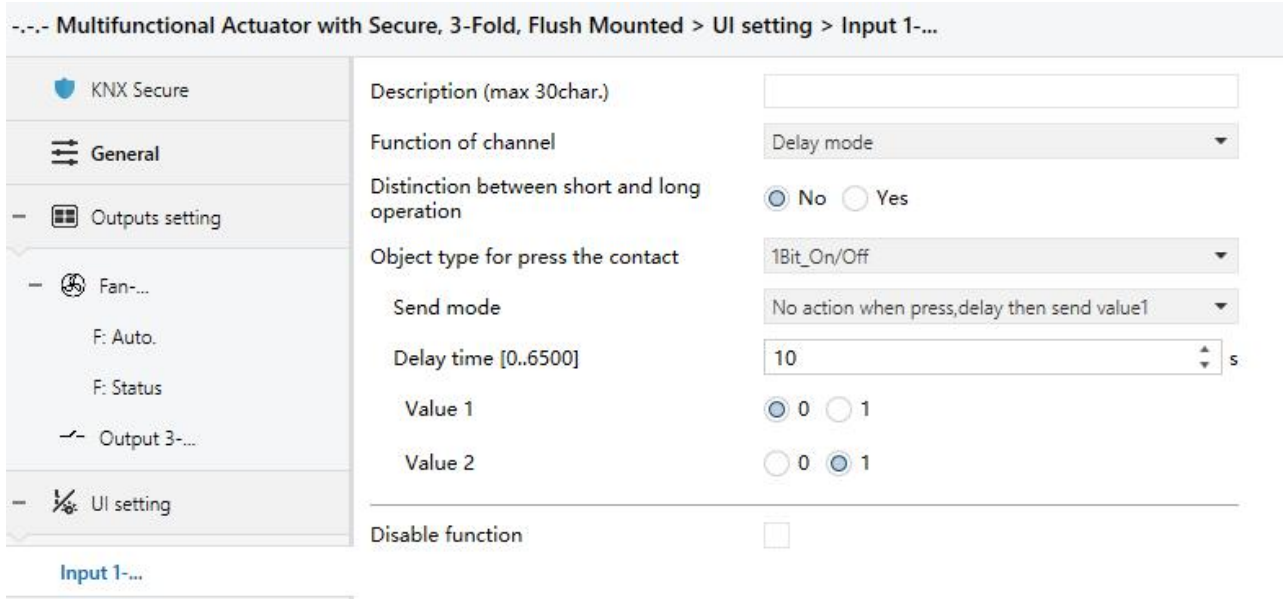 -.-.- Multifunctional Actuator with Secure, 3-Fold, Flush Mounted > UI setting > Input 1-...
KNX Secure
General
Outputs setting
Fan-...
F: Auto.
F: Status
Output 3-...
UI setting
Input 1-...
Description (max 30char.)
Function of channel Delay mode
Distinction between short and long
operation
No Yes
Object type for press the contact 1Bit_On/Off
Send mode No action when press,delay then send value1
Delay time [0..6500] 10 s
Value 1 0 1
Value 2 0 1
Disable function